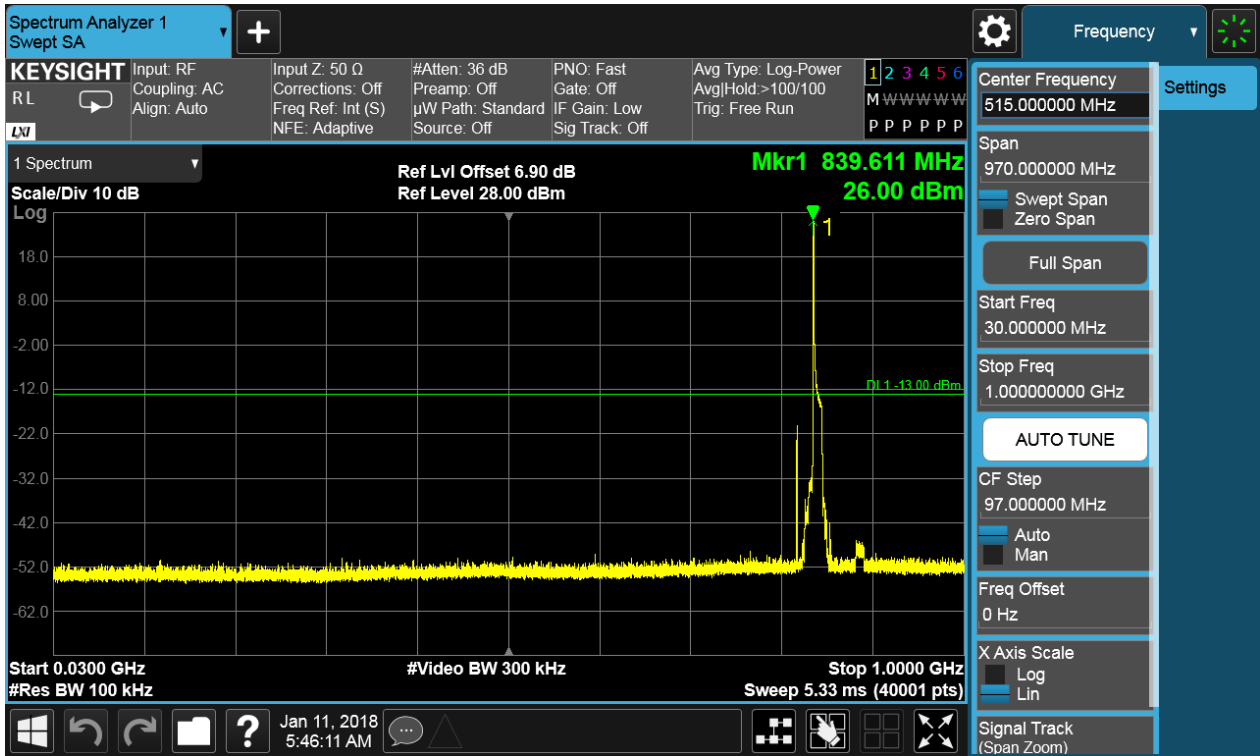 Spectrum Analyzer 1
Swept SA
+
Frequency
KEYSIGHT
RL
LXI
Input: RF
Coupling: AC
Align: Auto
Input Z: 50 Ω
Corrections: Off
Freq Ref: Int (S)
NFE: Adaptive
#Atten: 36 dB
Preamp: Off
µW Path: Standard
Source: Off
PNO: Fast
Gate: Off
IF Gain: Low
Sig Track: Off
Avg Type: Log-Power
Avg|Hold:>100/100
Trig: Free Run
1 2 3 4 5 6
M W W W W W
P P P P P P
1 Spectrum
Scale/Div 10 dB
Log
Ref Lvl Offset 6.90 dB
Ref Level 28.00 dBm
Mkr1 839.611 MHz
26.00 dBm
1
18.0
8.00
-2.00
-12.0
-22.0
-32.0
-42.0
-52.0
-62.0
DL1 -13.00 dBm
Start 0.0300 GHz
#Res BW 100 kHz
#Video BW 300 kHz
Stop 1.0000 GHz
Sweep 5.33 ms (40001 pts)
Center Frequency
515.000000 MHz
Span
970.000000 MHz
Swept Span
Zero Span
Full Span
Start Freq
30.000000 MHz
Stop Freq
1.000000000 GHz
AUTO TUNE
CF Step
97.000000 MHz
Auto
Man
Freq Offset
0 Hz
X Axis Scale
Log
Lin
Signal Track
(Span Zoom)
Settings
?
Jan 11, 2018
5:46:11 AM